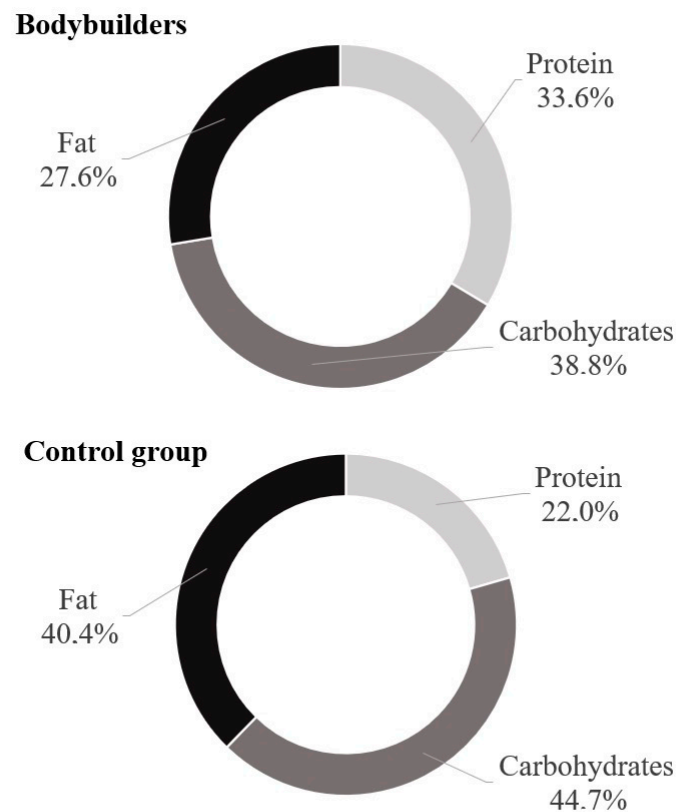 Bodybuilders
Protein
33.6%
Fat
27.6%
Carbohydrates
38.8%
Control group
Protein
22.0%
Fat
40.4%
Carbohydrates
44.7%